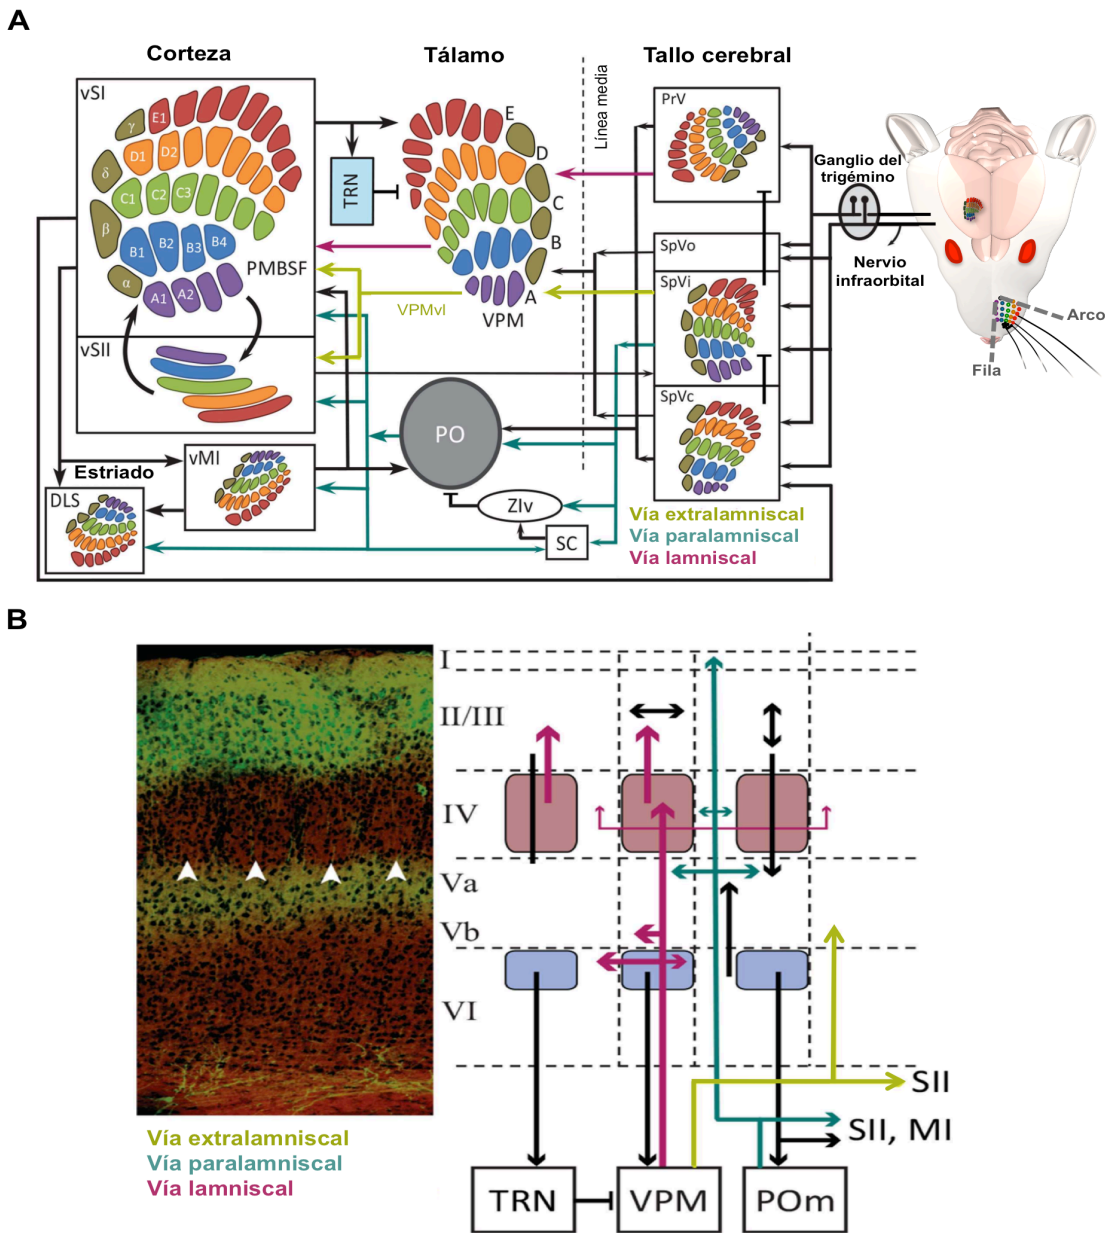 A
Corteza
Tálamo
Tallo cerebral
vSI
γ
E1
D1
D2
δ
C1
C2
C3
β
B1
B2
B3
B4
α
A1
A2
PMBSF
vSII
TRN
E
D
C
B
A
VPM
VPMvl
Línea media
PrV
SpVo
SpVi
SpVc
Ganglio del
trigémino
Nervio
infraorbital
Arco
Fila
PO
ZIv
SC
Estriado
vMI
DLS
Vía extralamniscal
Vía paralamniscal
Vía lamniscal
B
I
II/III
IV
Va
Vb
VI
SII
SII, MI
TRN
VPM
POm
Vía extralamniscal
Vía paralamniscal
Vía lamniscal